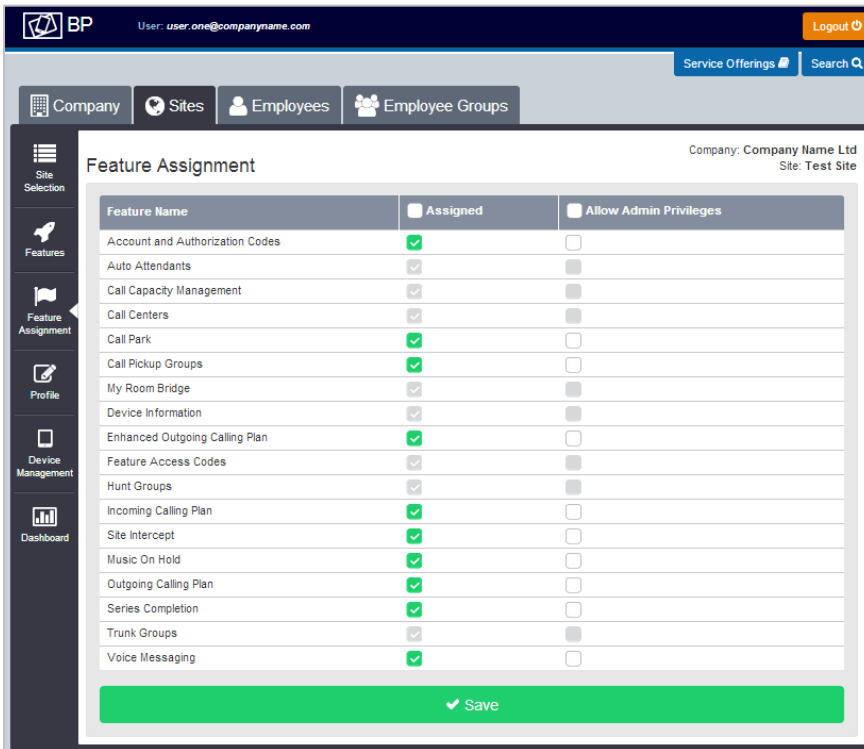 BP
User: user.one@companyname.com
Logout
Service Offerings
Search
Company
Sites
Employees
Employee Groups
Site
Selection
Features
Feature
Assignment
Profile
Device
Management
Dashboard
Feature Assignment
Company: Company Name Ltd
Site: Test Site
Feature Name Assigned Allow Admin Privileges
Account and Authorization Codes
Auto Attendants
Call Capacity Management
Call Centers
Call Park
Call Pickup Groups
My Room Bridge
Device Information
Enhanced Outgoing Calling Plan
Feature Access Codes
Hunt Groups
Incoming Calling Plan
Site Intercept
Music On Hold
Outgoing Calling Plan
Series Completion
Trunk Groups
Voice Messaging
Save